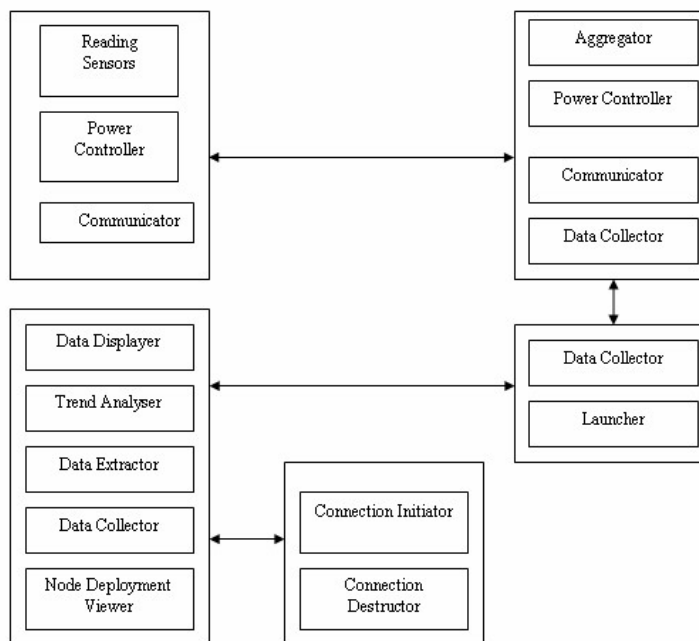 Reading
Sensors
Power
Controller
Communicator
Aggregator
Power Controller
Communicator
Data Collector
Data Displayer
Trend Analyser
Data Extractor
Data Collector
Node Deployment
Viewer
Data Collector
Launcher
Connection Initiator
Connection
Destructor